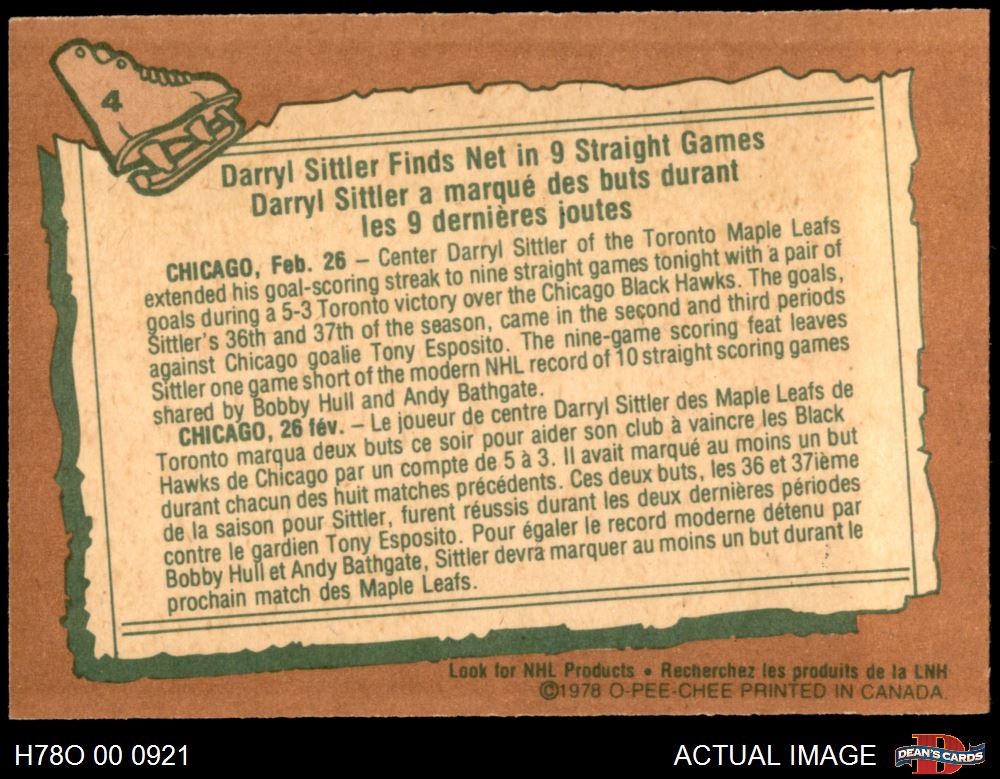 4
Darryl Sittler Finds Net in 9 Straight Games
Darryl Sittler a marqué des buts durant
les 9 dernières joutes
CHICAGO, Feb. 26 – Center Darryl Sittler of the Toronto Maple Leafs
extended his goal-scoring streak to nine straight games tonight with a pair of
goals during a 5-3 Toronto victory over the Chicago Black Hawks. The goals,
Sittler's 36th and 37th of the season, came in the second and third periods
against Chicago goalie Tony Esposito. The nine-game scoring feat leaves
Sittler one game short of the modern NHL record of 10 straight scoring games
shared by Bobby Hull and Andy Bathgate.
CHICAGO, 26 fév. – Le joueur de centre Darryl Sittler des Maple Leafs de
Toronto marqua deux buts ce soir pour aider son club à vaincre les Black
Hawks de Chicago par un compte de 5 à 3. Il avait marqué au moins un but
durant chacun des huit matches précédents. Ces deux buts, les 36 et 37ième
de la saison pour Sittler, furent réussis durant les deux dernières périodes
contre le gardien Tony Esposito. Pour égaler le record moderne détenu par
Bobby Hull et Andy Bathgate, Sittler devra marquer au moins un but durant le
prochain match des Maple Leafs.
Look for NHL Products • Recherchez les produits de la LNH
©1978 O-PEE-CHEE PRINTED IN CANADA.
H78O 00 0921
ACTUAL IMAGE
DEAN'S CARDS